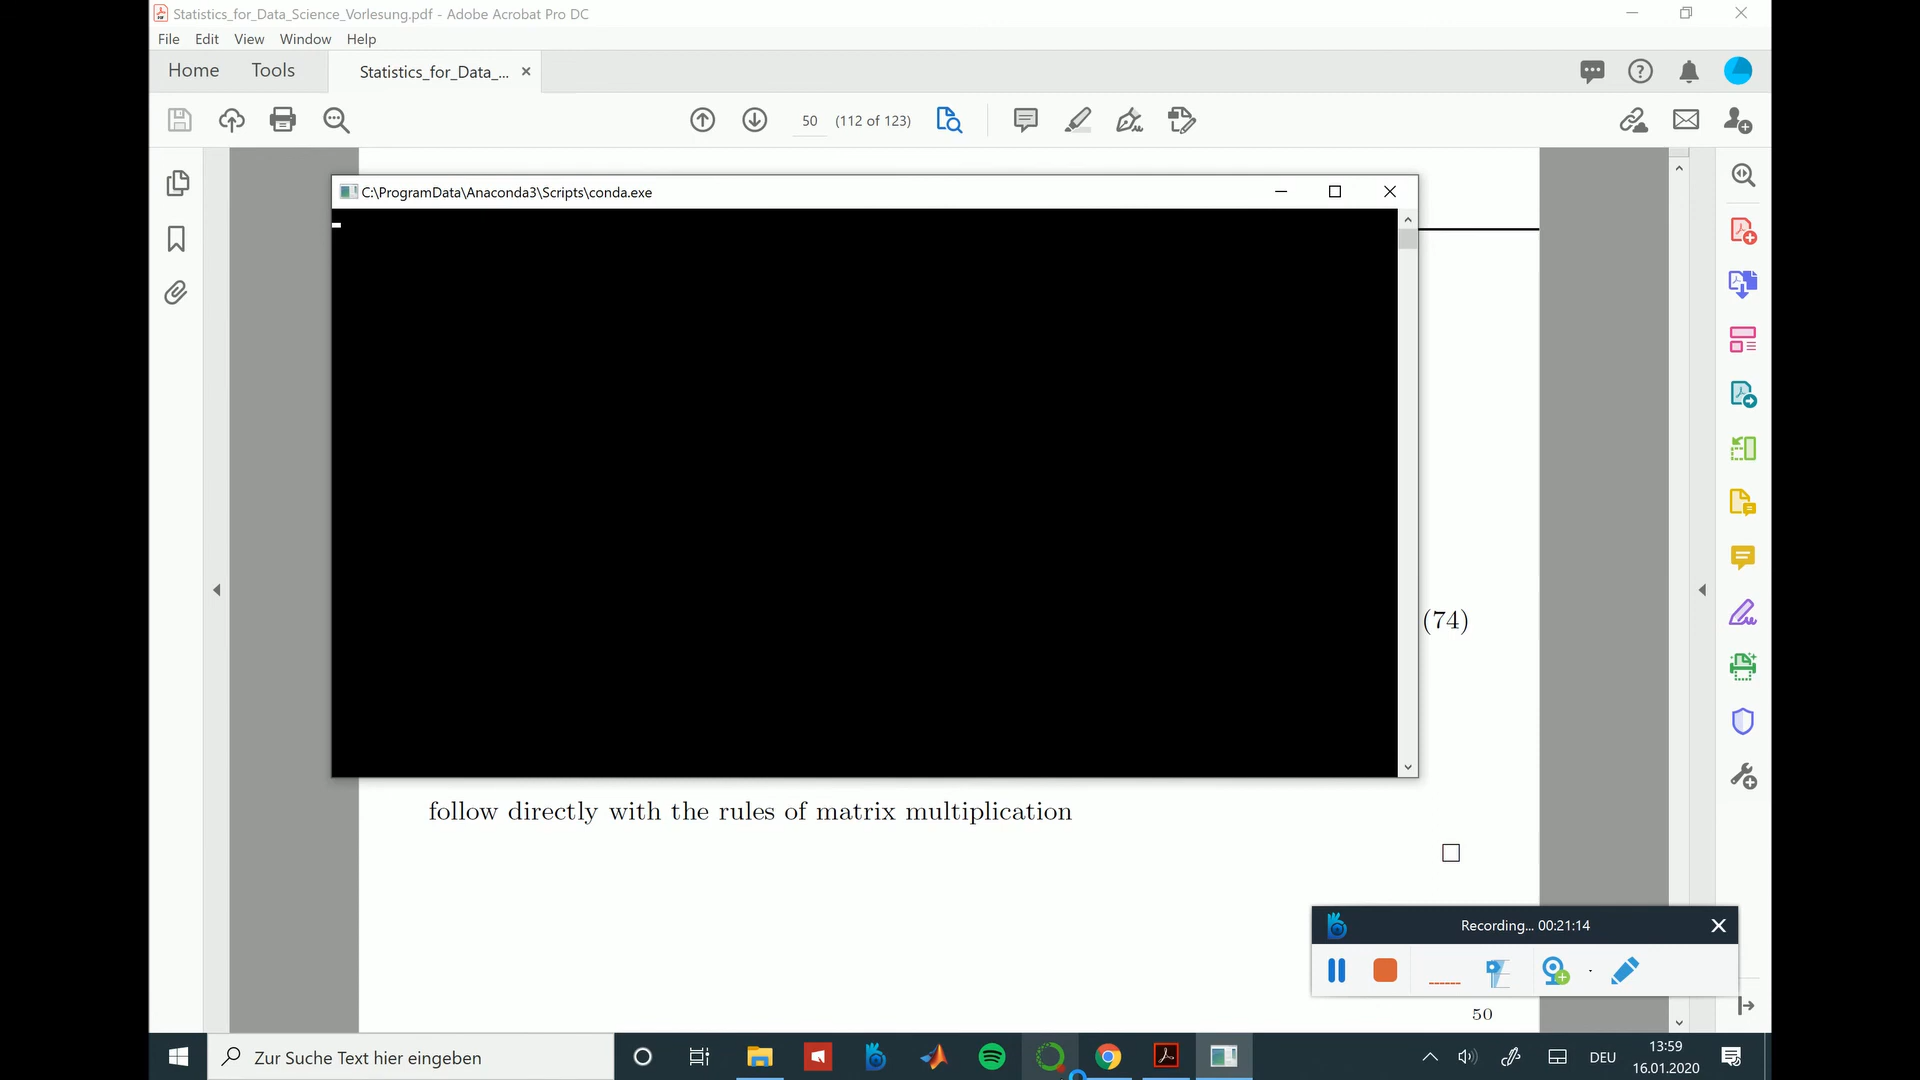 Statistics_for_Data_Science_Vorlesung.pdf - Adobe Acrobat Pro DC
File Edit View Window Help
Home Tools Statistics_for_Data_...
50 (112 of 123)
C:\ProgramData\Anaconda3\Scripts\conda.exe
(74)
follow directly with the rules of matrix multiplication
Recording... 00:21:14
50
Zur Suche Text hier eingeben
DEU
13:59
16.01.2020